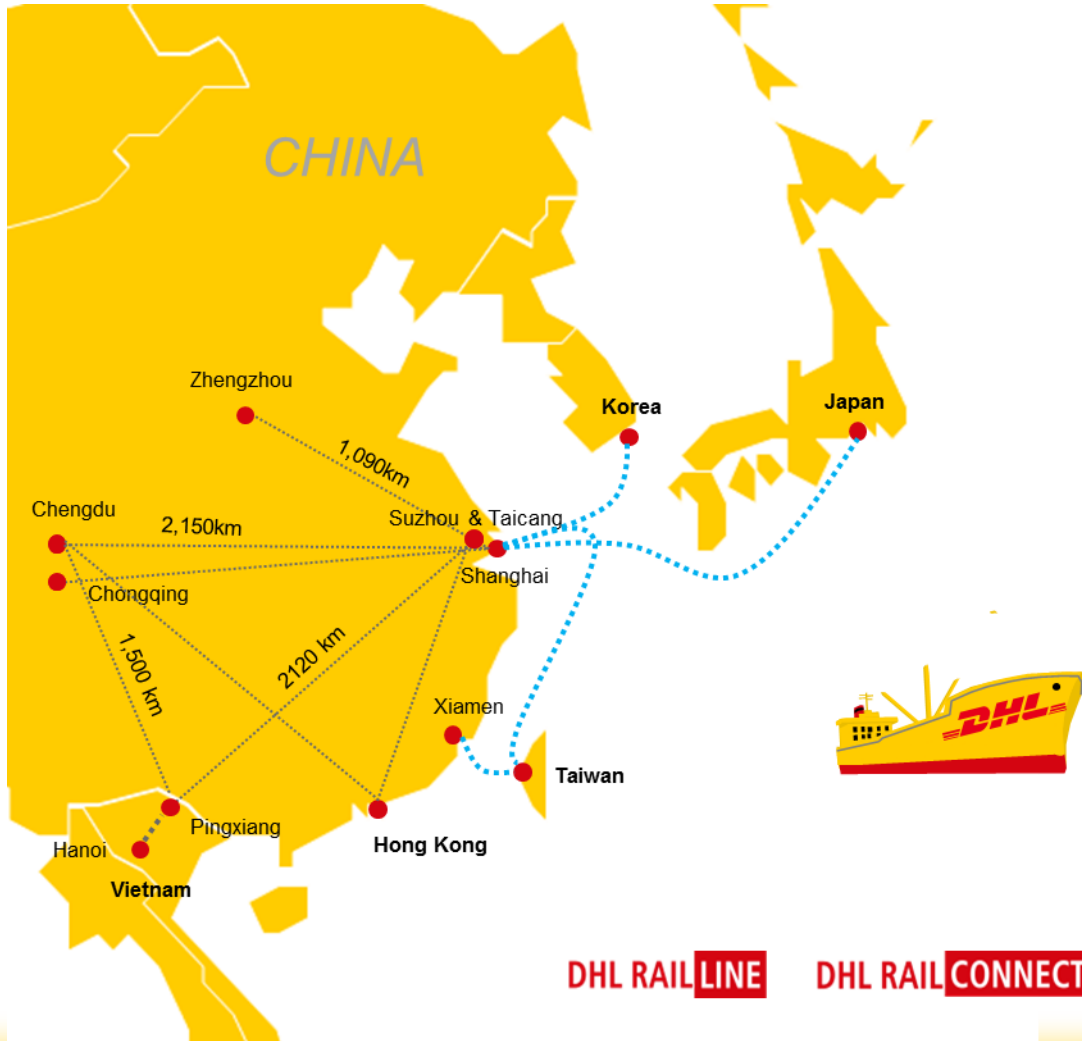 CHINA
Zhengzhou
Korea
Japan
1,090km
Chengdu
2,150km
Suzhou & Taicang
Shanghai
Chongqing
1,500 km
2120 km
Xiamen
Taiwan
DHL
Pingxiang
Hong Kong
Hanoi
Vietnam
DHL RAIL LINE
DHL RAIL CONNECT